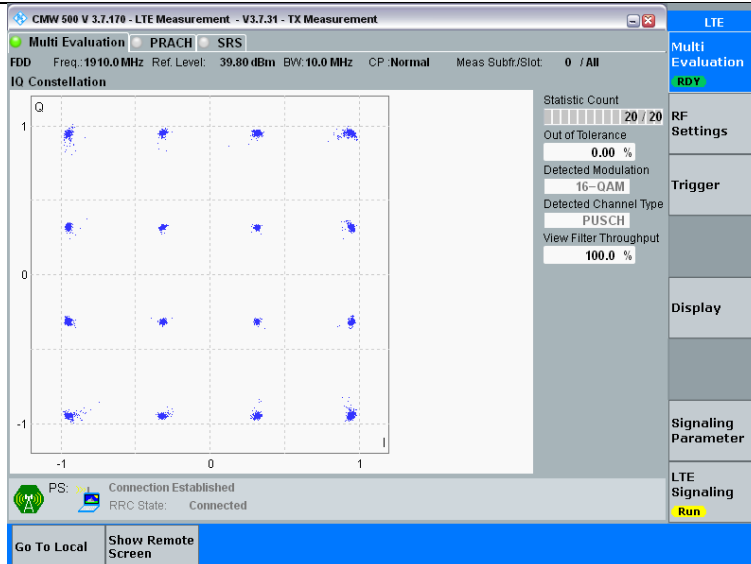 CMW 500 V 3.7.170 - LTE Measurement - V3.7.31 - TX Measurement
LTE
Multi Evaluation PRACH SRS
Multi
Evaluation
RDY
FDD Freq.: 1910.0 MHz Ref. Level: 39.80 dBm BW: 10.0 MHz CP : Normal Meas Subfr./Slot: 0 / All
IQ Constellation
Q
1
0
-1
-1 0 1
I
Statistic Count
20 / 20
Out of Tolerance
0.00 %
Detected Modulation
16-QAM
Detected Channel Type
PUSCH
View Filter Throughput
100.0 %
RF
Settings
Trigger
Display
Signaling
Parameter
LTE
Signaling
Run
PS: Connection Established
RRC State: Connected
Go To Local
Show Remote
Screen